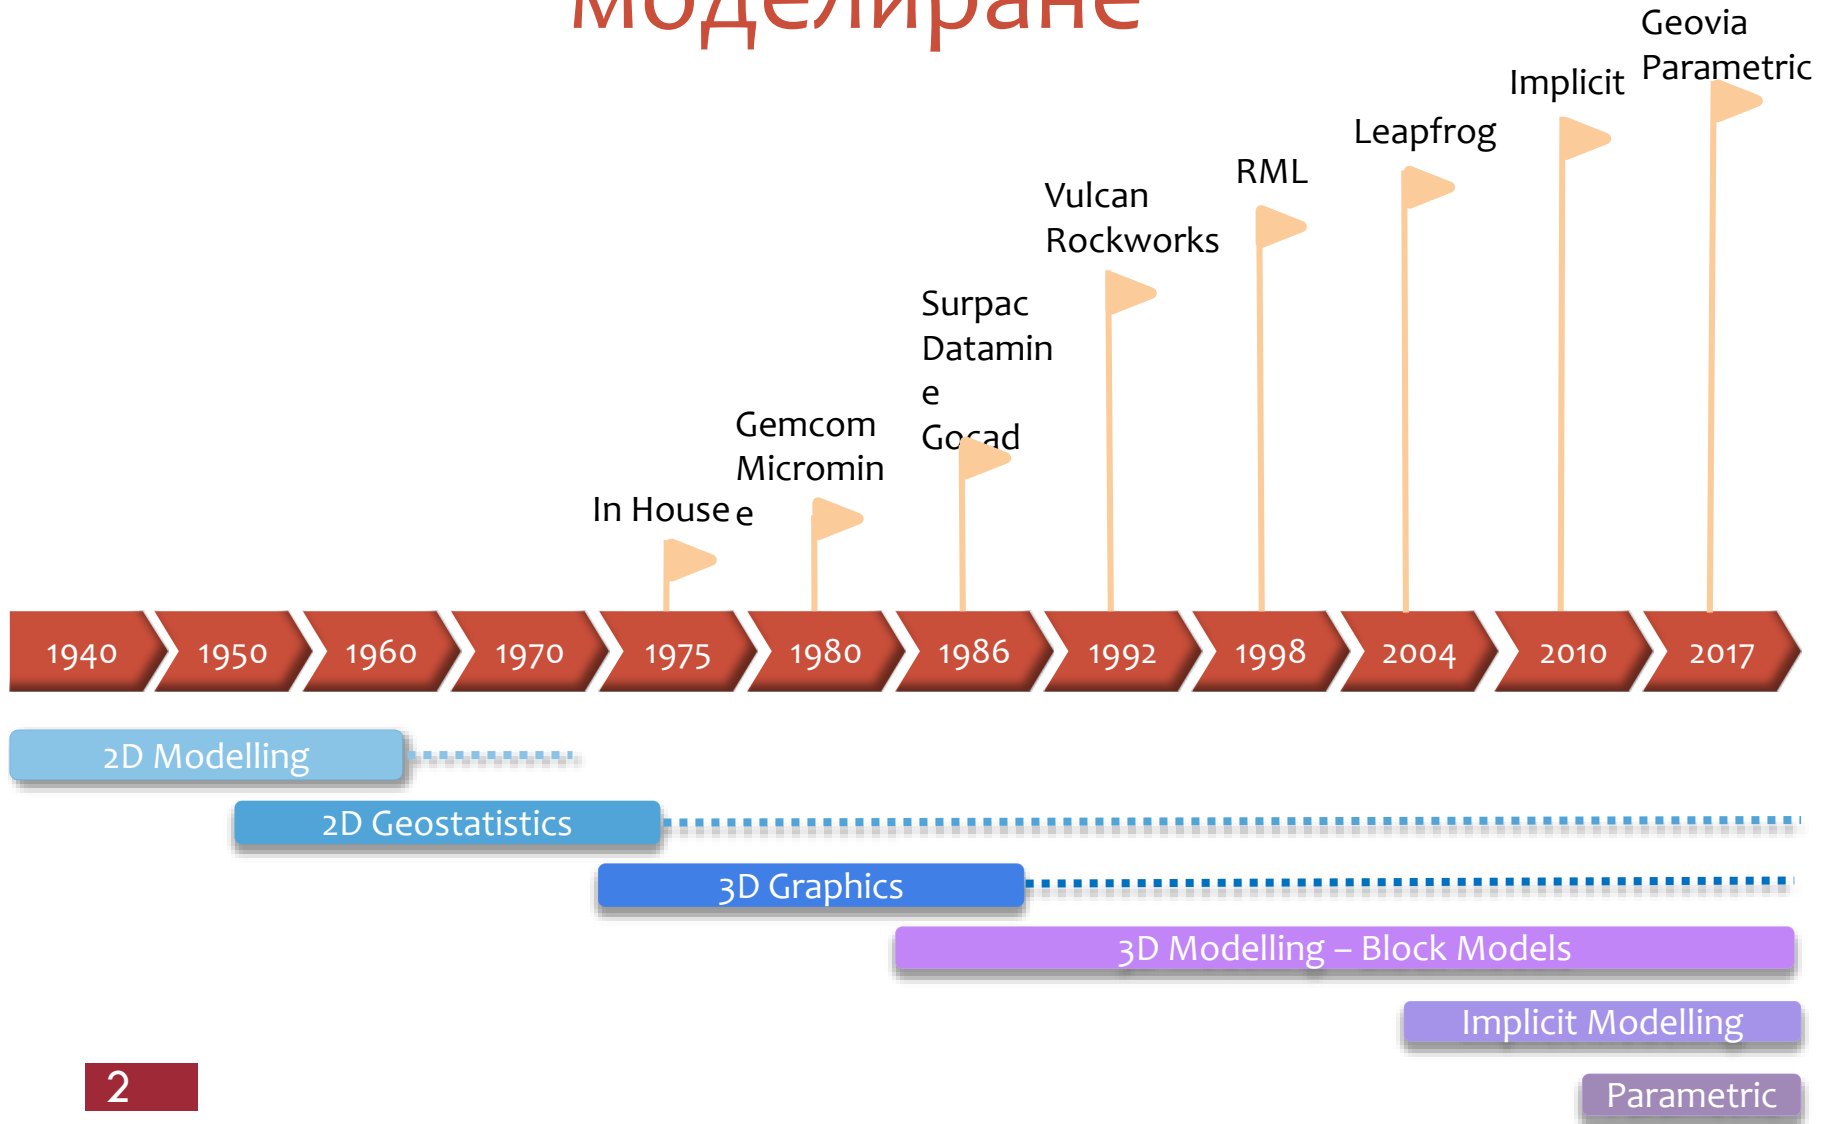 моделиране
Geovia
Parametric
Implicit
Leapfrog
RML
Vulcan
Rockworks
Surpac
Datamin
e
Gocad
Gemcom
Micromin
e
In House
1940 1950 1960 1970 1975 1980 1986 1992 1998 2004 2010 2017
2D Modelling
2D Geostatistics
3D Graphics
3D Modelling – Block Models
Implicit Modelling
Parametric
2